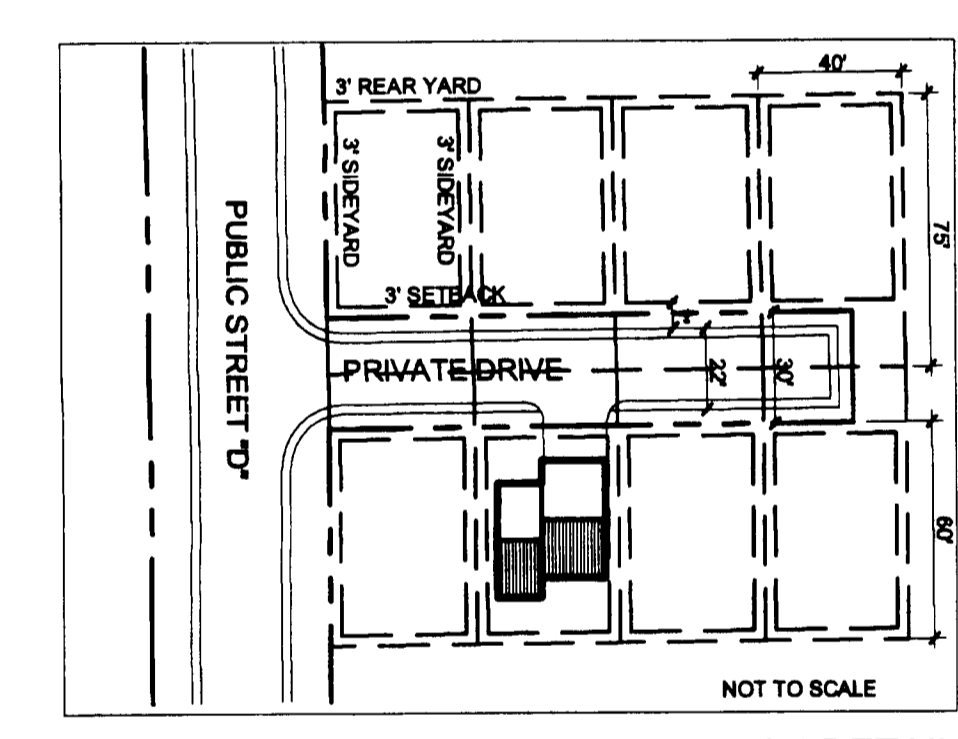 40'
3' REAR YARD
3' SIDEYARD
3' SIDEYARD
75'
PUBLIC STREET "D"
3' SETBACK
PRIVATE DRIVE
22'
30'
60'
NOT TO SCALE